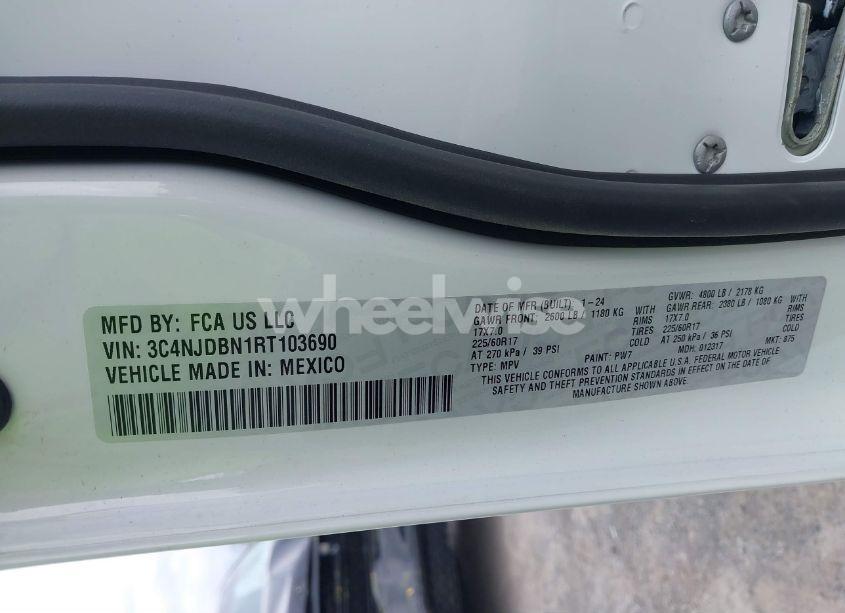 wheelwise
MFD BY: FCA US LLC
VIN: 3C4NJDBN1RT103690
VEHICLE MADE IN: MEXICO
DATE OF MFR (BUILT): 1-24 GVWR: 4800 LB / 2178 KG
GAWR FRONT: 2600 LB / 1180 KG WITH GAWR REAR: 2380 LB / 1080 KG WITH
17X7.0 RIMS 17X7.0 RIMS
225/60R17 TIRES 225/60R17 TIRES
AT 270 kPa / 39 PSI AT 250 kPa / 36 PSI
TYPE: MPV PAINT: PW7 MDH: 012317 MKT: 875
THIS VEHICLE CONFORMS TO ALL APPLICABLE U.S.A. FEDERAL MOTOR VEHICLE
SAFETY AND THEFT PREVENTION STANDARDS IN EFFECT ON THE DATE OF
MANUFACTURE SHOWN ABOVE.